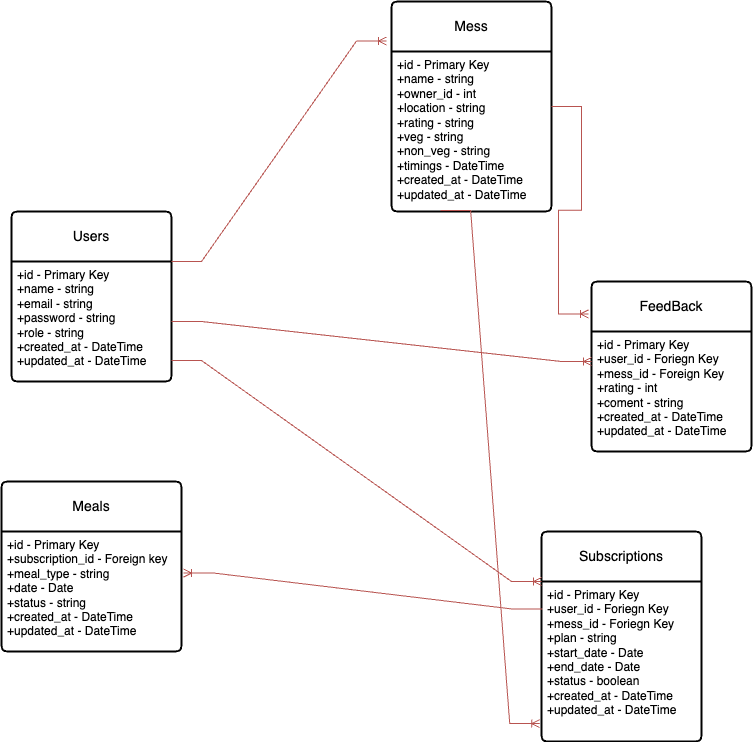 Mess
+id - Primary Key
+name - string
+owner_id - int
+location - string
+rating - string
+veg - string
+non_veg - string
+timings - DateTime
+created_at - DateTime
+updated_at - DateTime
Users
+id - Primary Key
+name - string
+email - string
+password - string
+role - string
+created_at - DateTime
+updated_at - DateTime
FeedBack
+id - Primary Key
+user_id - Foriegn Key
+mess_id - Foreign Key
+rating - int
+coment - string
+created_at - DateTime
+updated_at - DateTime
Meals
+id - Primary Key
+subscription_id - Foreign key
+meal_type - string
+date - Date
+status - string
+created_at - DateTime
+updated_at - DateTime
Subscriptions
+id - Primary Key
+user_id - Foriegn Key
+mess_id - Foriegn Key
+plan - string
+start_date - Date
+end_date - Date
+status - boolean
+created_at - DateTime
+updated_at - DateTime